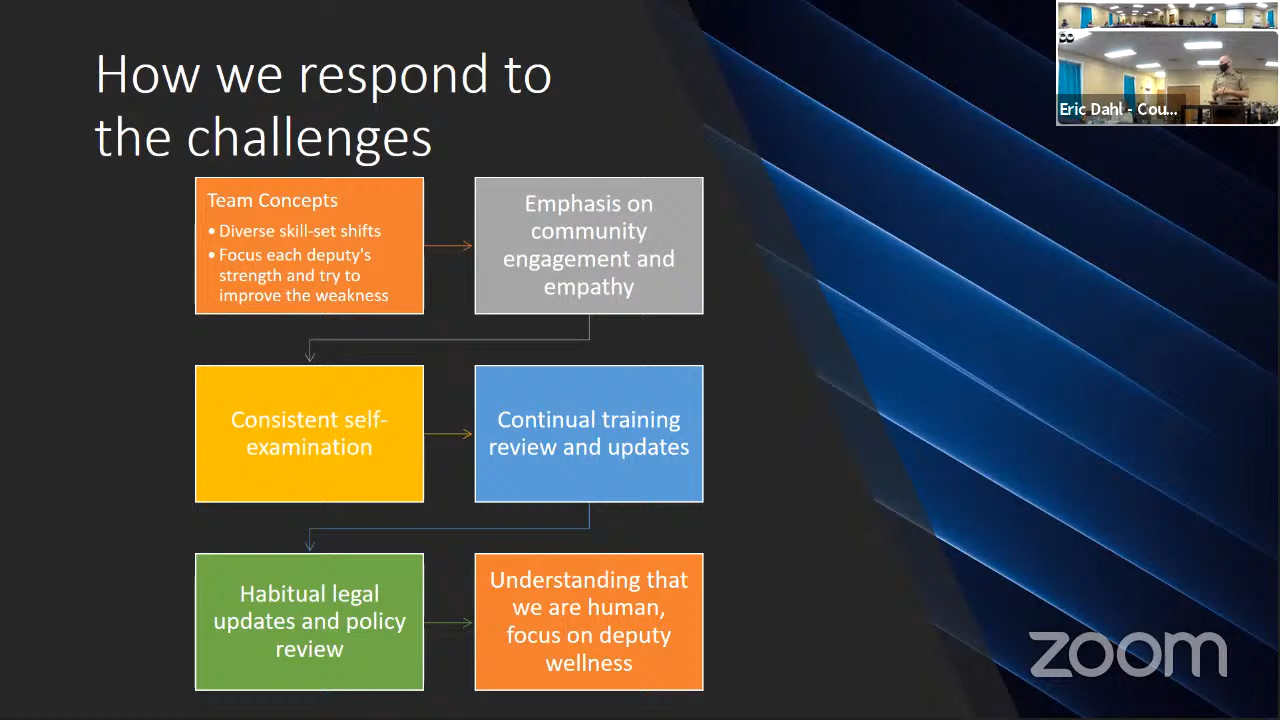 How we respond to
the challenges
Eric Dahl - Cou...
Team Concepts
• Diverse skill-set shifts
• Focus each deputy's
strength and try to
improve the weakness
Emphasis on
community
engagement and
empathy
Consistent self-
examination
Continual training
review and updates
Habitual legal
updates and policy
review
Understanding that
we are human,
focus on deputy
wellness
zoom